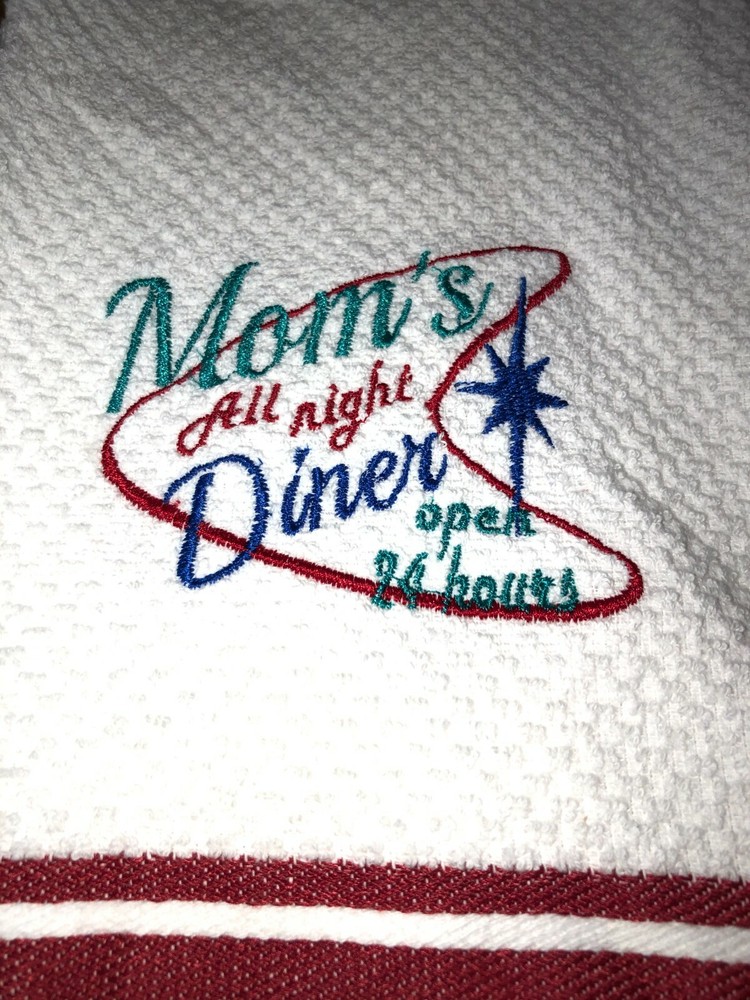 Mom's
All night
Diner
open
24 hours